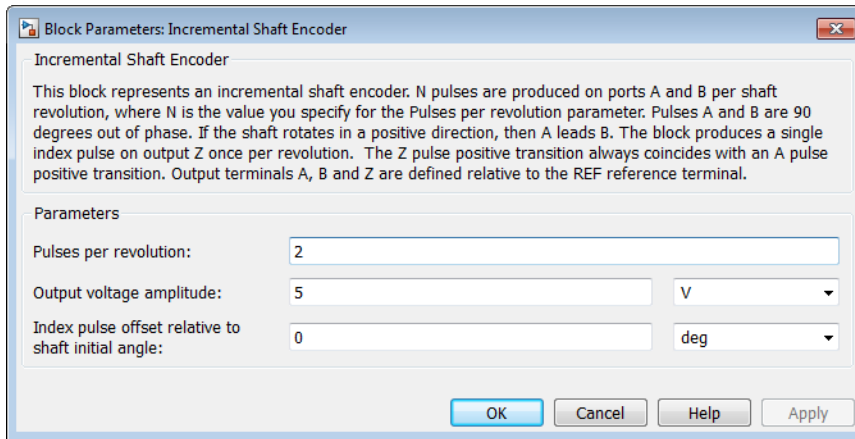 Block Parameters: Incremental Shaft Encoder
Incremental Shaft Encoder
This block represents an incremental shaft encoder. N pulses are produced on ports A and B per shaft
revolution, where N is the value you specify for the Pulses per revolution parameter. Pulses A and B are 90
degrees out of phase. If the shaft rotates in a positive direction, then A leads B. The block produces a single
index pulse on output Z once per revolution.  The Z pulse positive transition always coincides with an A pulse
positive transition. Output terminals A, B and Z are defined relative to the REF reference terminal.
Parameters
Pulses per revolution: 2
Output voltage amplitude: 5 V
Index pulse offset relative to
shaft initial angle: 0 deg
OK Cancel Help Apply